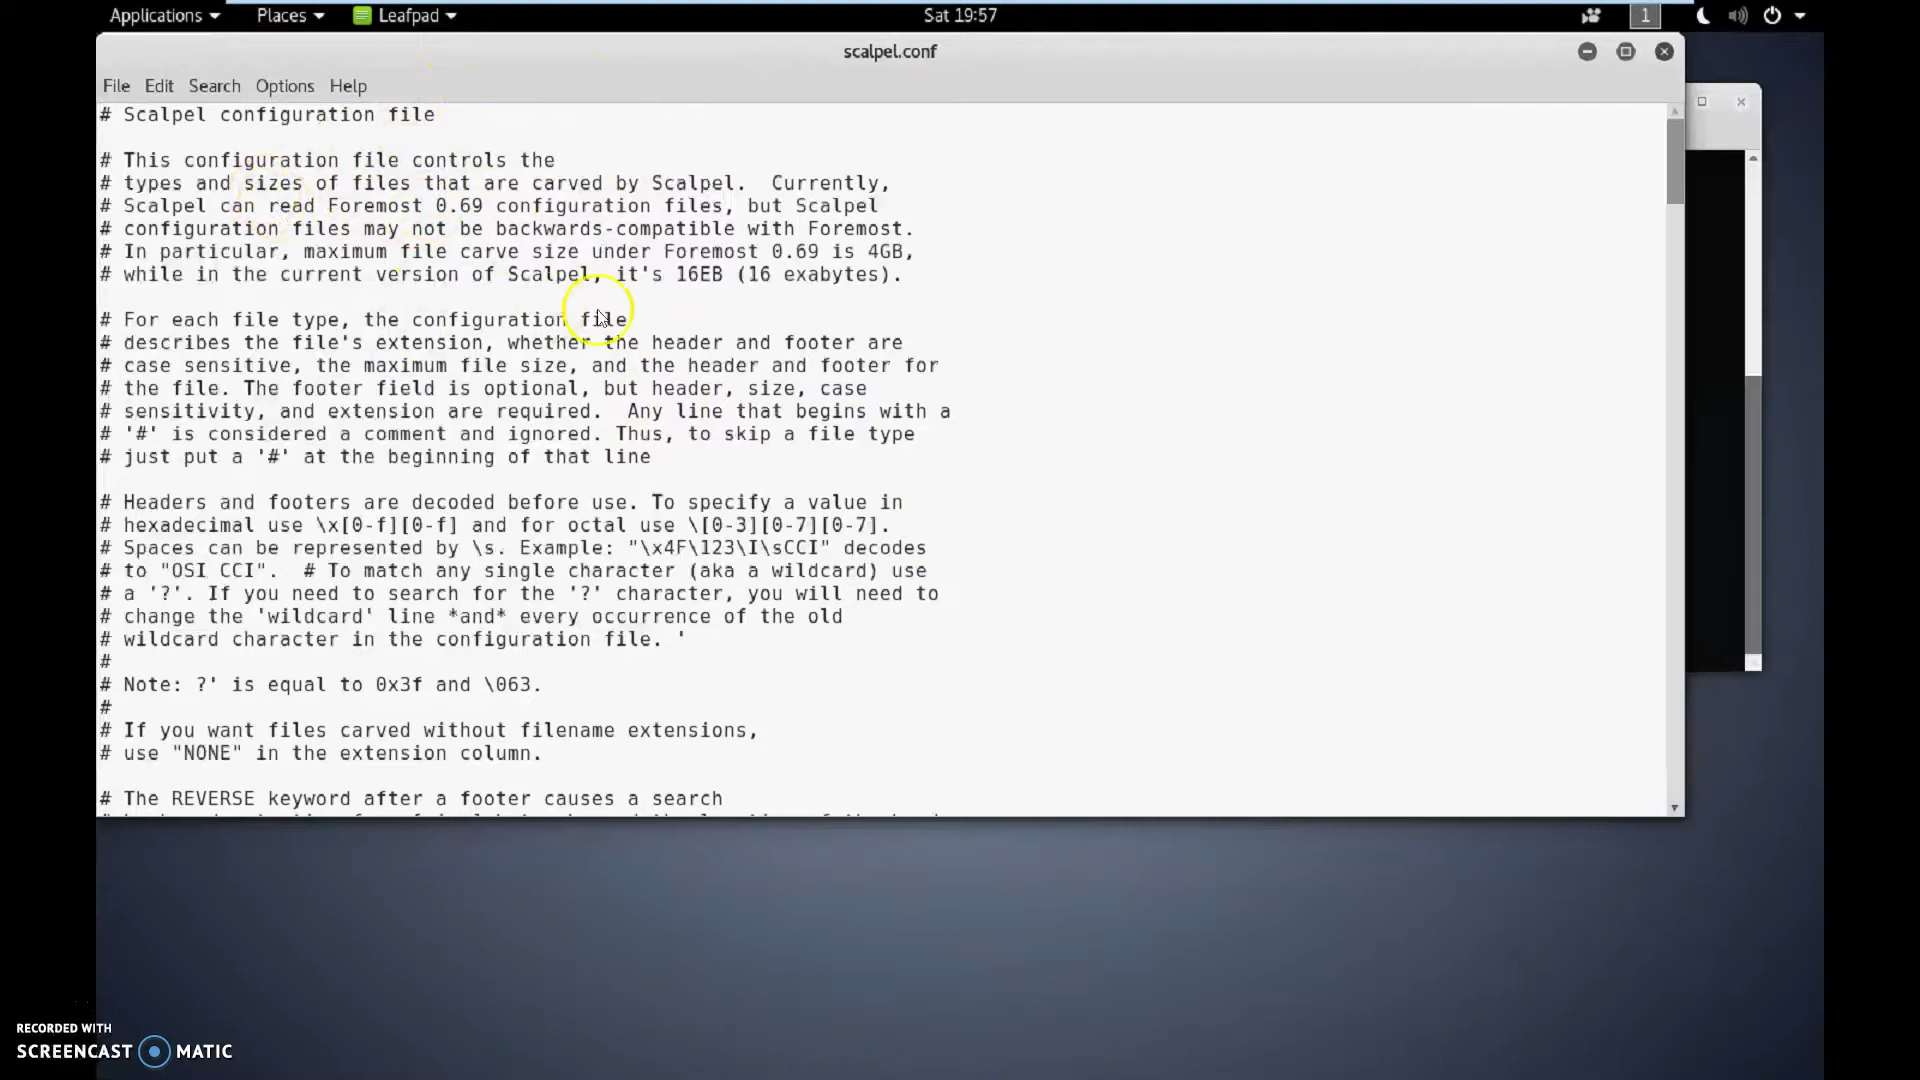 Applications Places Leafpad Sat 19:57 1
scalpel.conf
File Edit Search Options Help
# Scalpel configuration file
# This configuration file controls the
# types and sizes of files that are carved by Scalpel.  Currently,
# Scalpel can read Foremost 0.69 configuration files, but Scalpel
# configuration files may not be backwards-compatible with Foremost.
# In particular, maximum file carve size under Foremost 0.69 is 4GB,
# while in the current version of Scalpel, it's 16EB (16 exabytes).
# For each file type, the configuration file
# describes the file's extension, whether the header and footer are
# case sensitive, the maximum file size, and the header and footer for
# the file. The footer field is optional, but header, size, case
# sensitivity, and extension are required.  Any line that begins with a
# '#' is considered a comment and ignored. Thus, to skip a file type
# just put a '#' at the beginning of that line
# Headers and footers are decoded before use. To specify a value in
# hexadecimal use \x[0-f][0-f] and for octal use \[0-3][0-7][0-7].
# Spaces can be represented by \s. Example: "\x4F\123\I\sCCI" decodes
# to "OSI CCI".  # To match any single character (aka a wildcard) use
# a '?'. If you need to search for the '?' character, you will need to
# change the 'wildcard' line *and* every occurrence of the old
# wildcard character in the configuration file. '
#
# Note: ?' is equal to 0x3f and \063.
#
# If you want files carved without filename extensions,
# use "NONE" in the extension column.
# The REVERSE keyword after a footer causes a search
RECORDED WITH
SCREENCAST MATIC